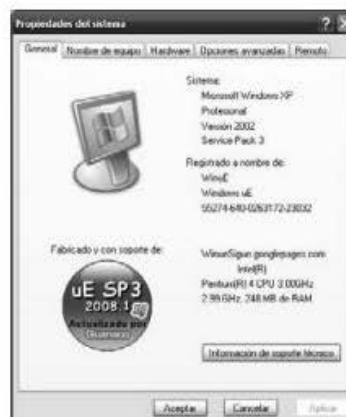 Propiedades del sistema
General
Nombre de equipo
Hardware
Opciones avanzadas
Remoto
Sistema:
Microsoft Windows XP
Profesional
Versión 2002
Service Pack 3
Registrado a nombre de:
WinuE
Windows uE
55274-640-0263172-23032
Fabricado y con soporte de:
uE SP3
2008.1
Actualizado por
Intel(R)
Pentium(R) 4 CPU 3.00GHz
2.99 GHz, 248 MB de RAM
Información de soporte técnico
Aceptar
Cancelar
Aplicar